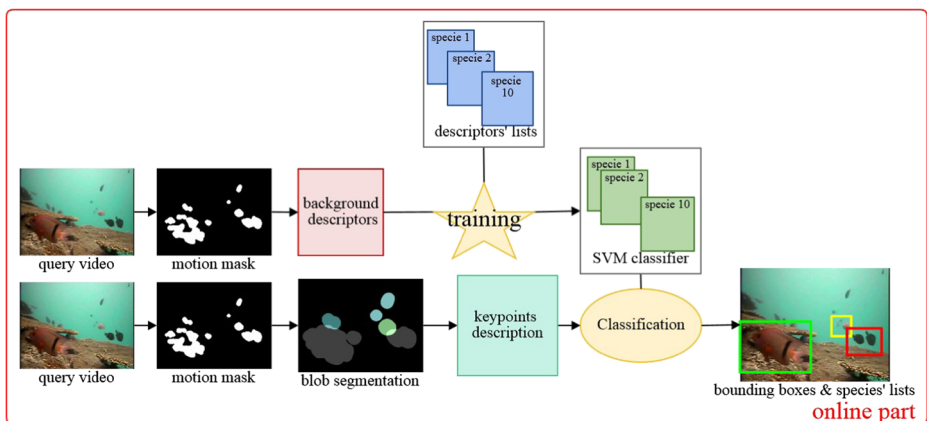 specie 1
specie 2
specie
10
descriptors' lists
background
descriptors
training
specie 1
specie 2
specie 10
SVM classifier
query video
motion mask
keypoints
description
Classification
query video
motion mask
blob segmentation
bounding boxes & species' lists
online part